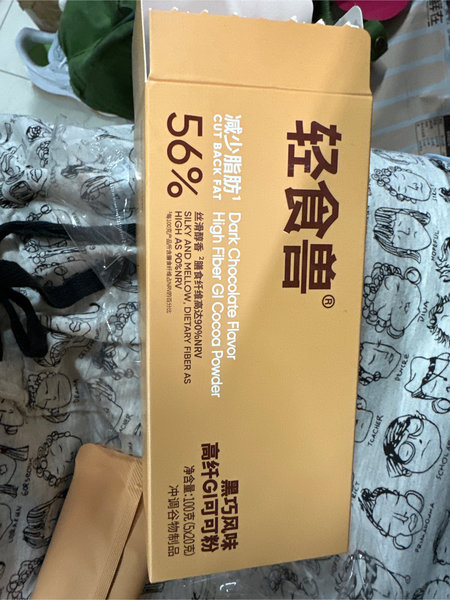 轻食兽®
减少脂肪¹
CUT BACK FAT
56%
Dark Chocolate Flavor
High Fiber GI Cocoa Powder
丝滑醇香 ²膳食纤维高达90%NRV
SILKY AND MELLOW, DIETARY FIBER AS
HIGH AS 90%NRV
黑巧风味
高纤GI可可粉
净含量:100克(5x20克)
冲调谷物制品
TEACHER
SCHOLAR